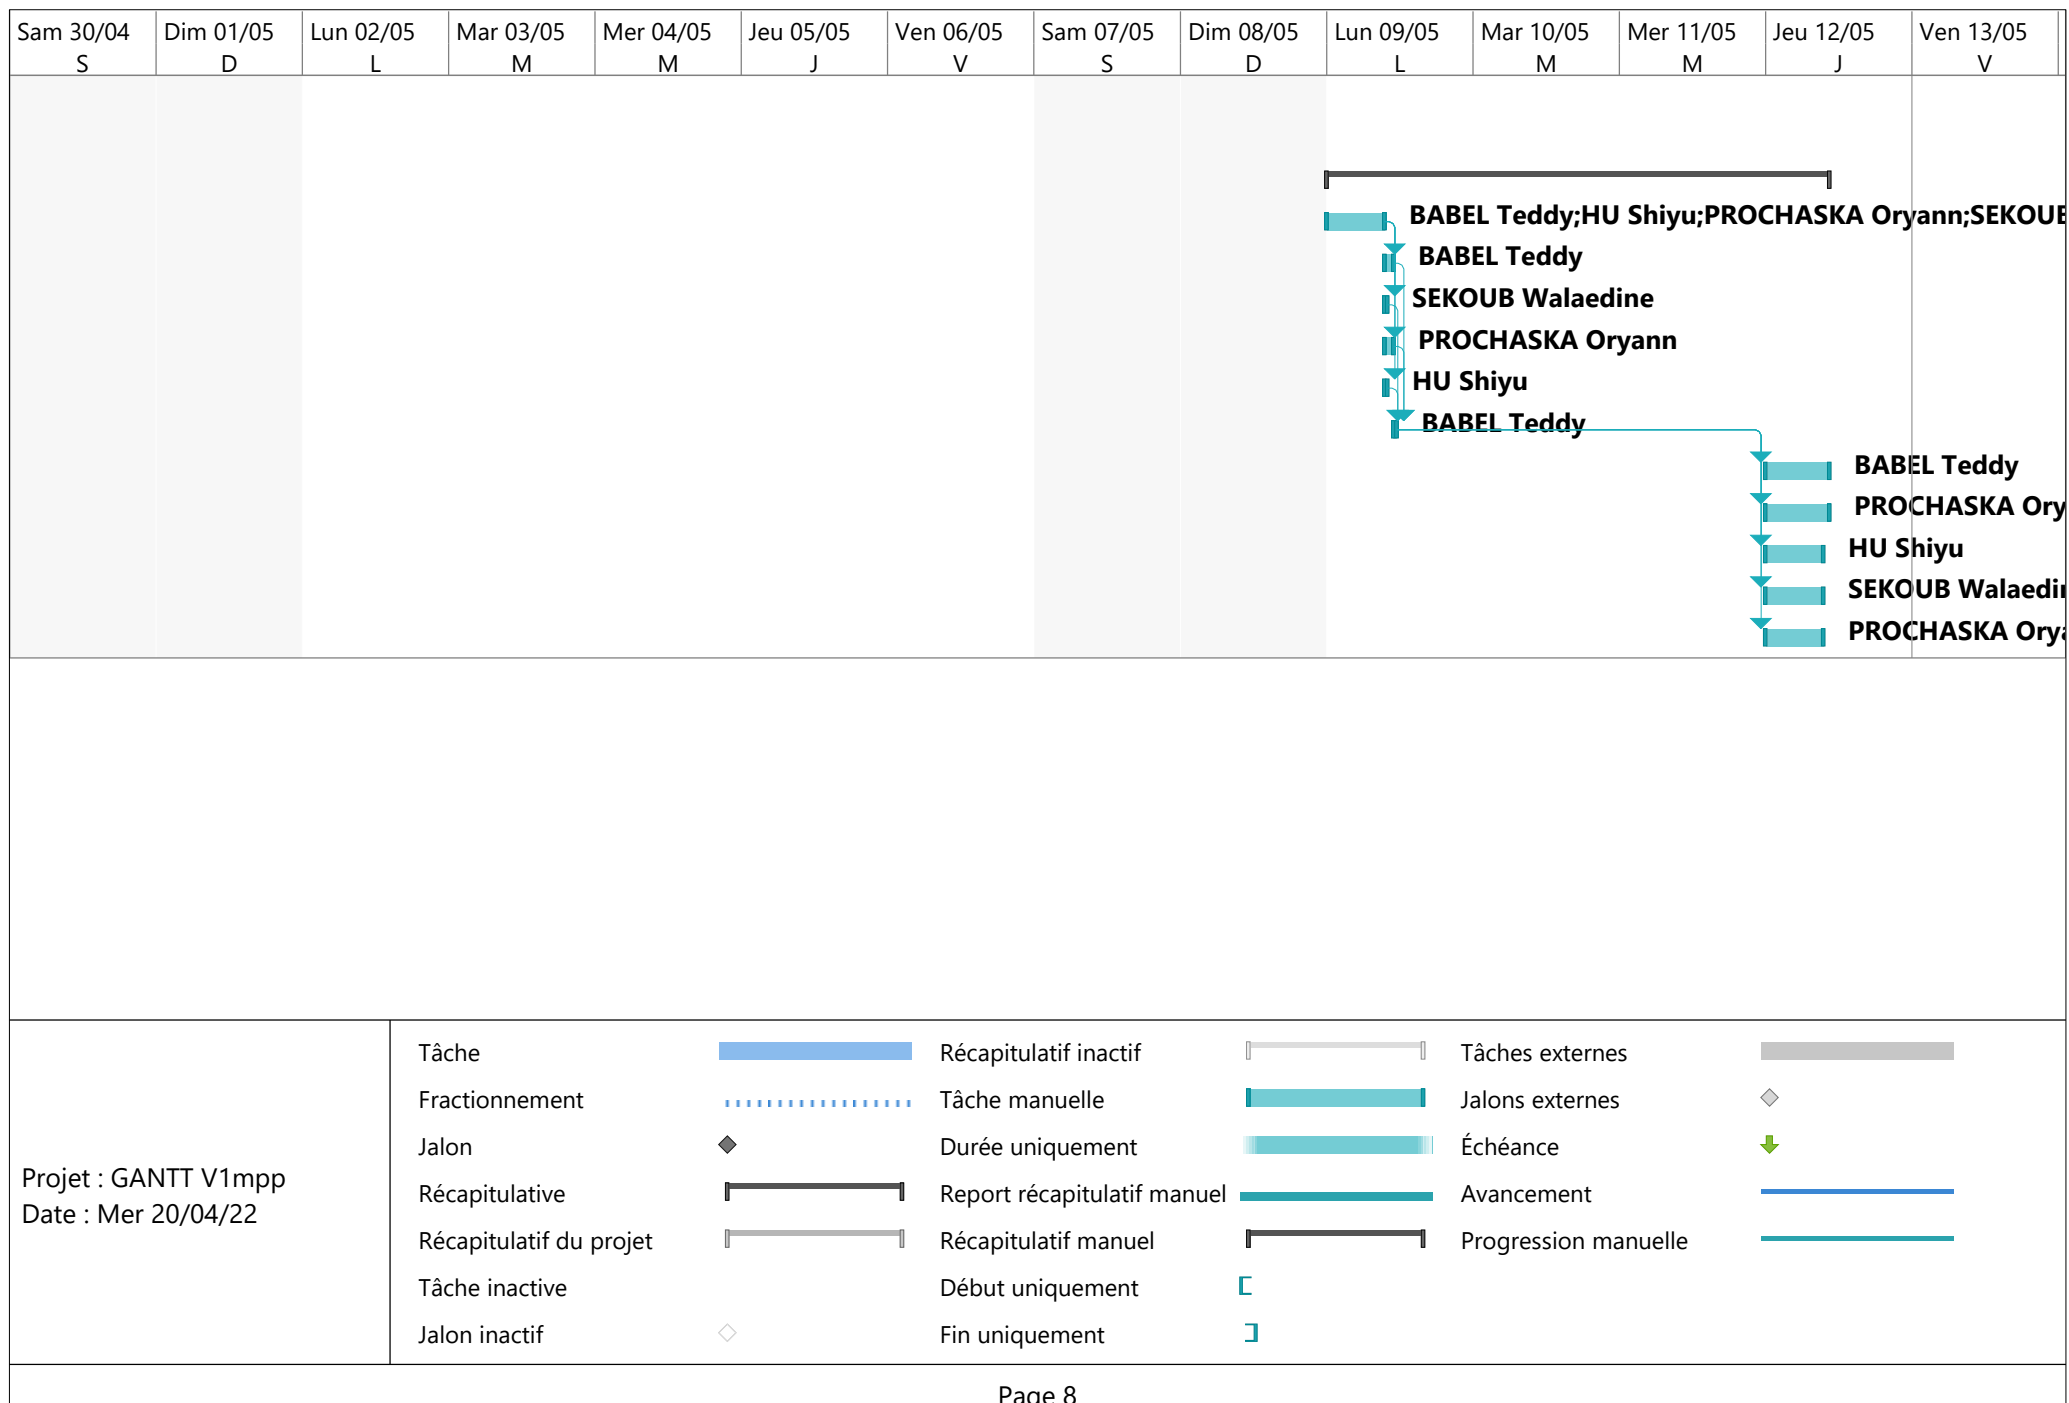 Sam 30/04 Dim 01/05 Lun 02/05 Mar 03/05 Mer 04/05 Jeu 05/05 Ven 06/05 Sam 07/05 Dim 08/05 Lun 09/05 Mar 10/05 Mer 11/05 Jeu 12/05 Ven 13/05
S D L M M J V S D L M M J V
BABEL Teddy;HU Shiyu;PROCHASKA Oryann;SEKOUB
BABEL Teddy
SEKOUB Walaedine
PROCHASKA Oryann
HU Shiyu
BABEL Teddy
BABEL Teddy
PROCHASKA Ory
HU Shiyu
SEKOUB Walaedin
PROCHASKA Orya
Projet : GANTT V1mpp
Date : Mer 20/04/22
Tâche
Fractionnement
Jalon
Récapitulative
Récapitulatif du projet
Tâche inactive
Jalon inactif
Récapitulatif inactif
Tâche manuelle
Durée uniquement
Report récapitulatif manuel
Récapitulatif manuel
Début uniquement
Fin uniquement
Tâches externes
Jalons externes
Échéance
Avancement
Progression manuelle
Page 8